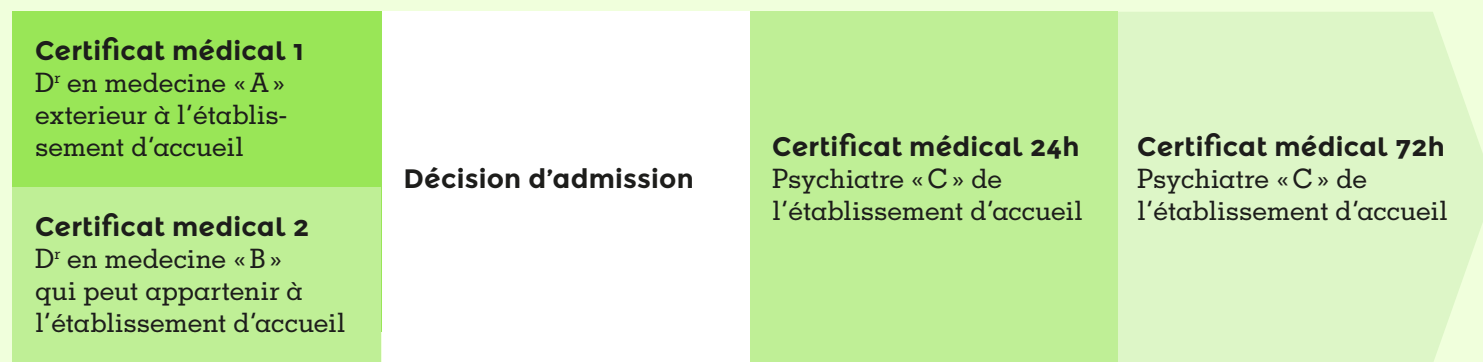 Certificat médical 1
Dʳ en medecine « A »
exterieur à l'établis-
sement d'accueil
Certificat medical 2
Dʳ en medecine « B »
qui peut appartenir à
l'établissement d'accueil
Décision d'admission
Certificat médical 24h
Psychiatre « C » de
l'établissement d'accueil
Certificat médical 72h
Psychiatre « C » de
l'établissement d'accueil